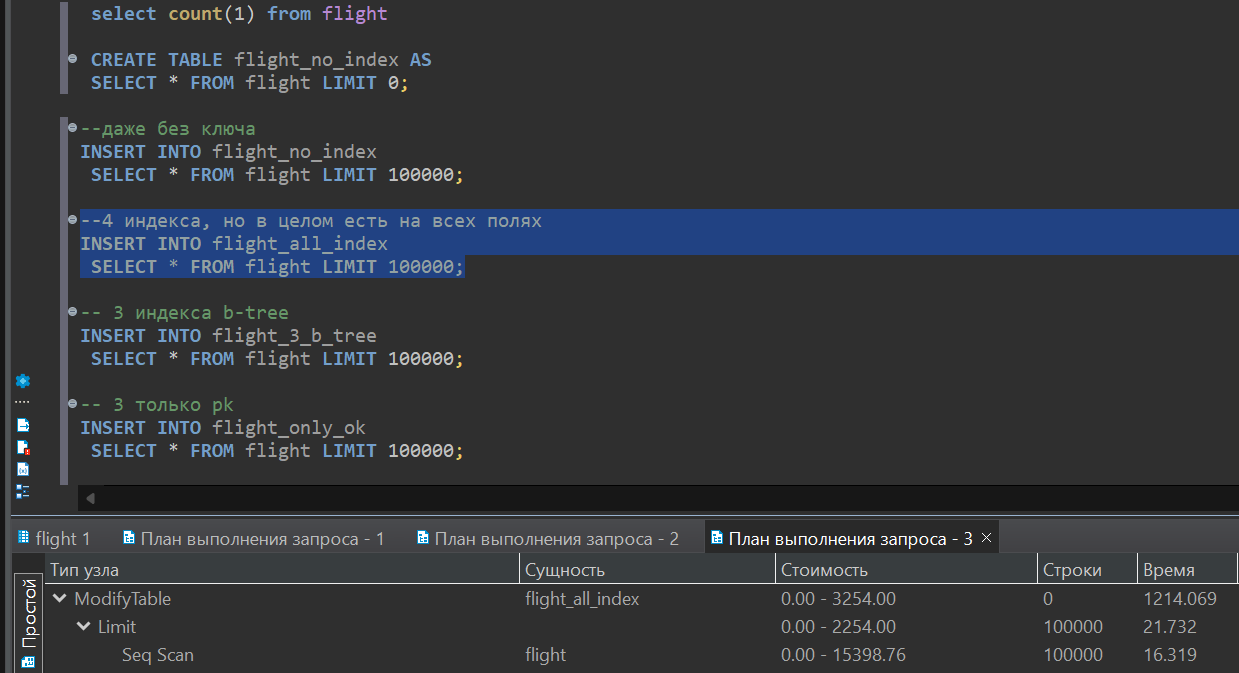 select count(1) from flight
CREATE TABLE flight_no_index AS
SELECT * FROM flight LIMIT 0;
--даже без ключа
INSERT INTO flight_no_index
SELECT * FROM flight LIMIT 100000;
--4 индекса, но в целом есть на всех полях
INSERT INTO flight_all_index
SELECT * FROM flight LIMIT 100000;
-- 3 индекса b-tree
INSERT INTO flight_3_b_tree
SELECT * FROM flight LIMIT 100000;
-- 3 только pk
INSERT INTO flight_only_ok
SELECT * FROM flight LIMIT 100000;
flight 1 План выполнения запроса - 1 План выполнения запроса - 2 План выполнения запроса - 3
Простой
Тип узла Сущность Стоимость Строки Время
ModifyTable flight_all_index 0.00 - 3254.00 0 1214.069
Limit 0.00 - 2254.00 100000 21.732
Seq Scan flight 0.00 - 15398.76 100000 16.319